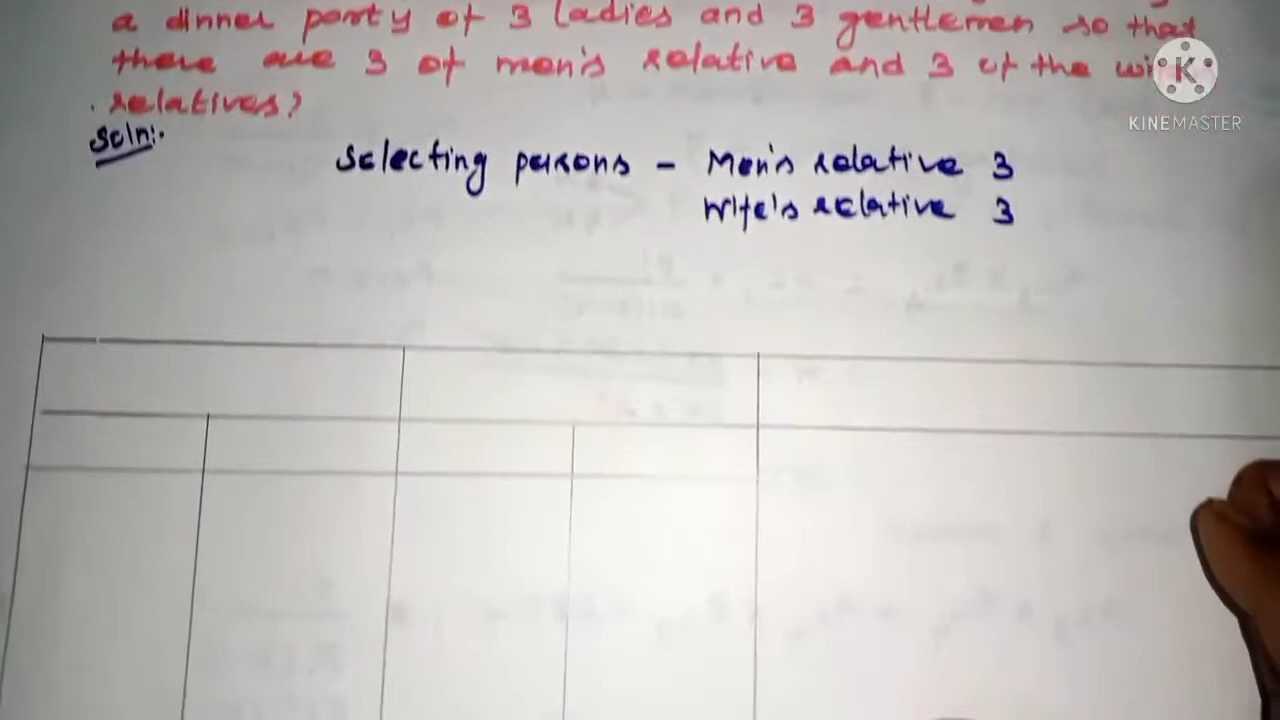 a dinner party of 3 ladies and 3 gentlemen so that
there are 3 of men's relative and 3 of the
relatives?
Soln:-
Selecting persons - Men's relative 3
Wife's relative 3
K
KINEMASTER